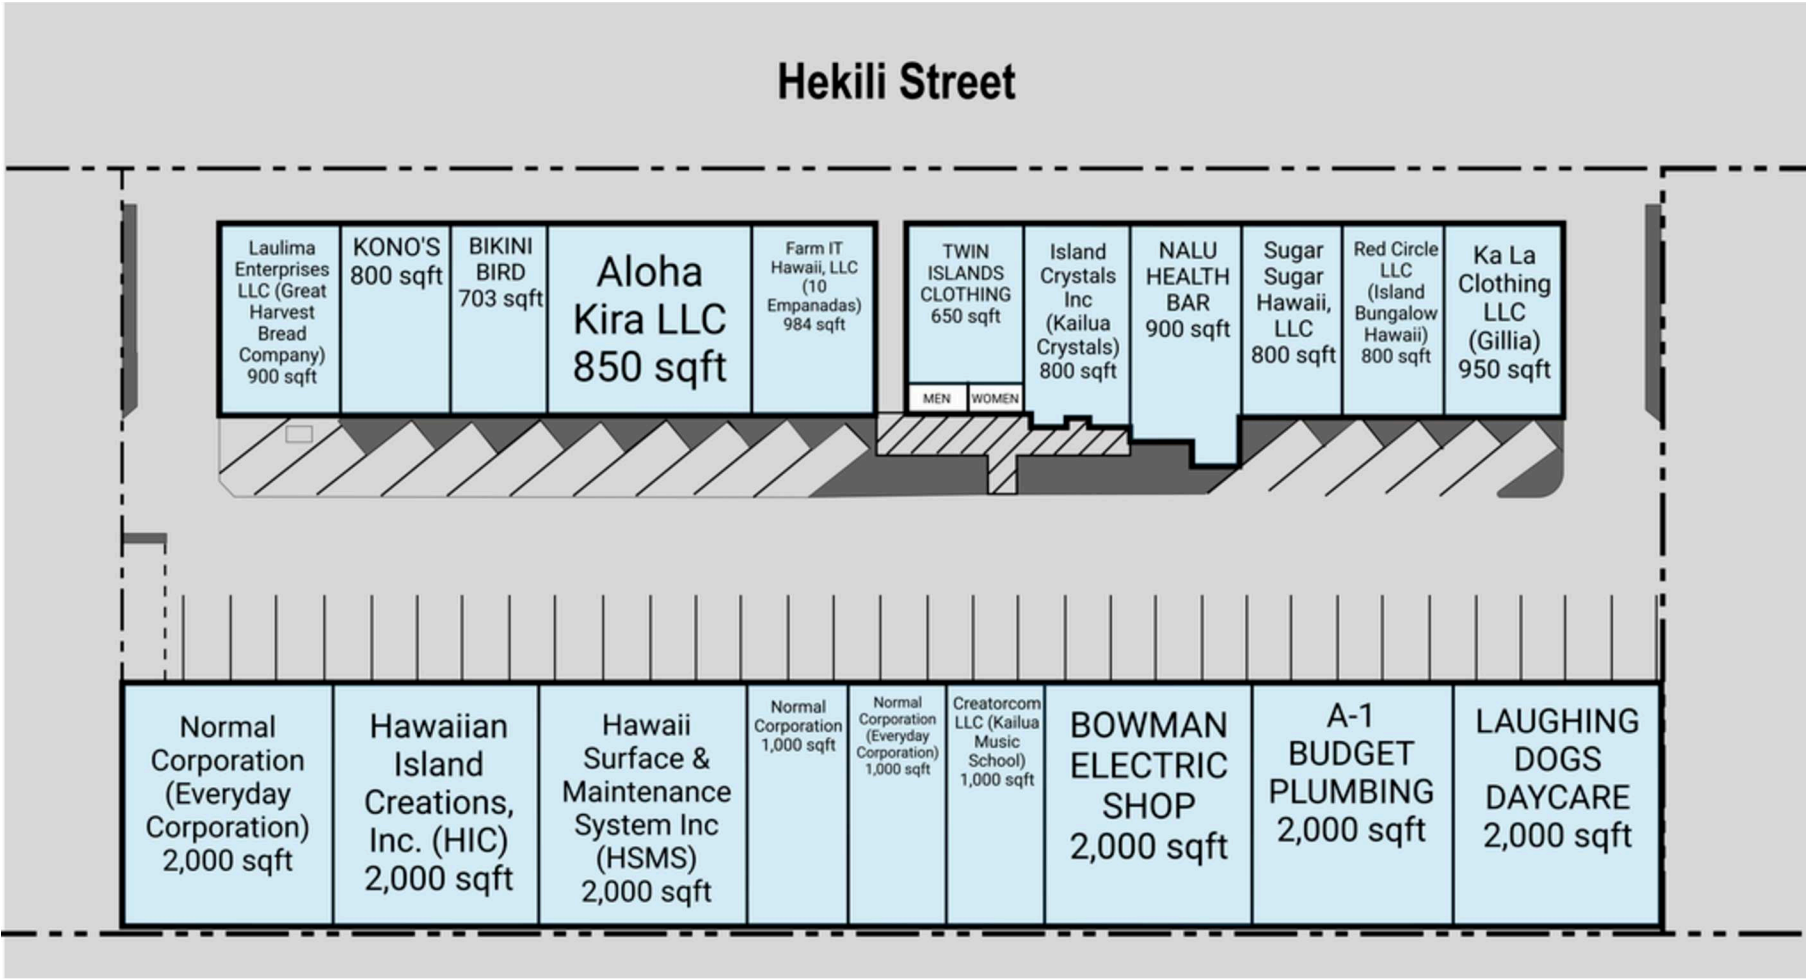 Hekili Street
Laulima
Enterprises
LLC (Great
Harvest
Bread
Company)
900 sqft
KONO'S
800 sqft
BIKINI
BIRD
703 sqft
Aloha
Kira LLC
850 sqft
Farm IT
Hawaii, LLC
(10
Empanadas)
984 sqft
TWIN
ISLANDS
CLOTHING
650 sqft
MEN
WOMEN
Island
Crystals
Inc
(Kailua
Crystals)
800 sqft
NALU
HEALTH
BAR
900 sqft
Sugar
Sugar
Hawaii,
LLC
800 sqft
Red Circle
LLC
(Island
Bungalow
Hawaii)
800 sqft
Ka La
Clothing
LLC
(Gillia)
950 sqft
Normal
Corporation
(Everyday
Corporation)
2,000 sqft
Hawaiian
Island
Creations,
Inc. (HIC)
2,000 sqft
Hawaii
Surface &
Maintenance
System Inc
(HSMS)
2,000 sqft
Normal
Corporation
1,000 sqft
Normal
Corporation
(Everyday
Corporation)
1,000 sqft
Creatorcom
LLC (Kailua
Music
School)
1,000 sqft
BOWMAN
ELECTRIC
SHOP
2,000 sqft
A-1
BUDGET
PLUMBING
2,000 sqft
LAUGHING
DOGS
DAYCARE
2,000 sqft